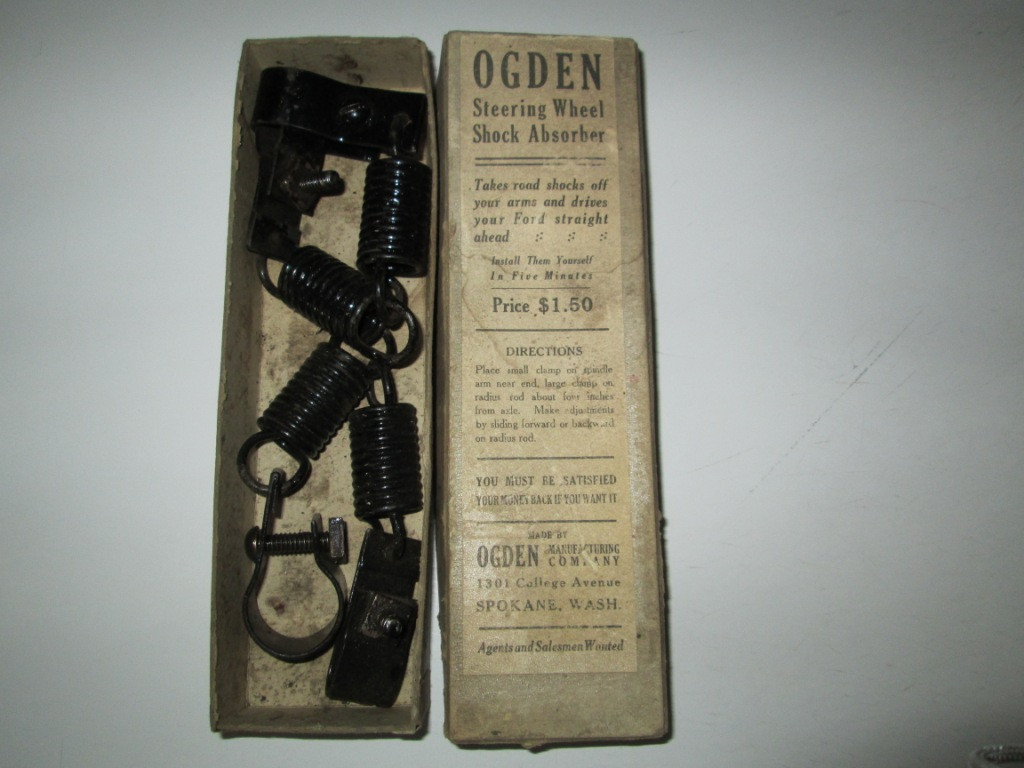 OGDEN
Steering Wheel
Shock Absorber
Takes road shocks off
your arms and drives
your Ford straight
ahead
Install Them Yourself
In Five Minutes
Price $1.50
DIRECTIONS
Place small clamp on spindle
arm near end, large clamp on
radius rod about four inches
from axle. Make adjustments
by sliding forward or backward
on radius rod.
YOU MUST BE SATISFIED
YOUR MONEY BACK IF YOU WANT IT
MADE BY
OGDEN MANUFACTURING COMPANY
1301 College Avenue
SPOKANE, WASH.
Agents and Salesmen Wanted